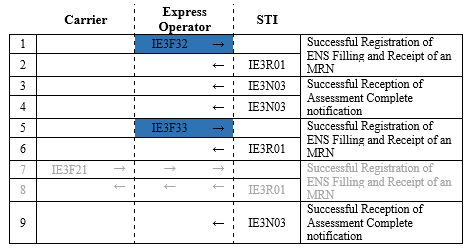 Carrier Express Operator STI
1 IE3F32 → Successful Registration of
2 ← IE3R01 ENS Filling and Receipt of an MRN
3 ← IE3N03 Successful Reception of
4 ← IE3N03 Assessment Complete notification
5 IE3F33 → Successful Registration of
6 ← IE3R01 ENS Filling and Receipt of an MRN
7 IE3F21 → → → Successful Registration of
8 ← ← ← IE3R01 ENS Filling and Receipt of an MRN
9 ← IE3N03 Successful Reception of
Assessment Complete
notification